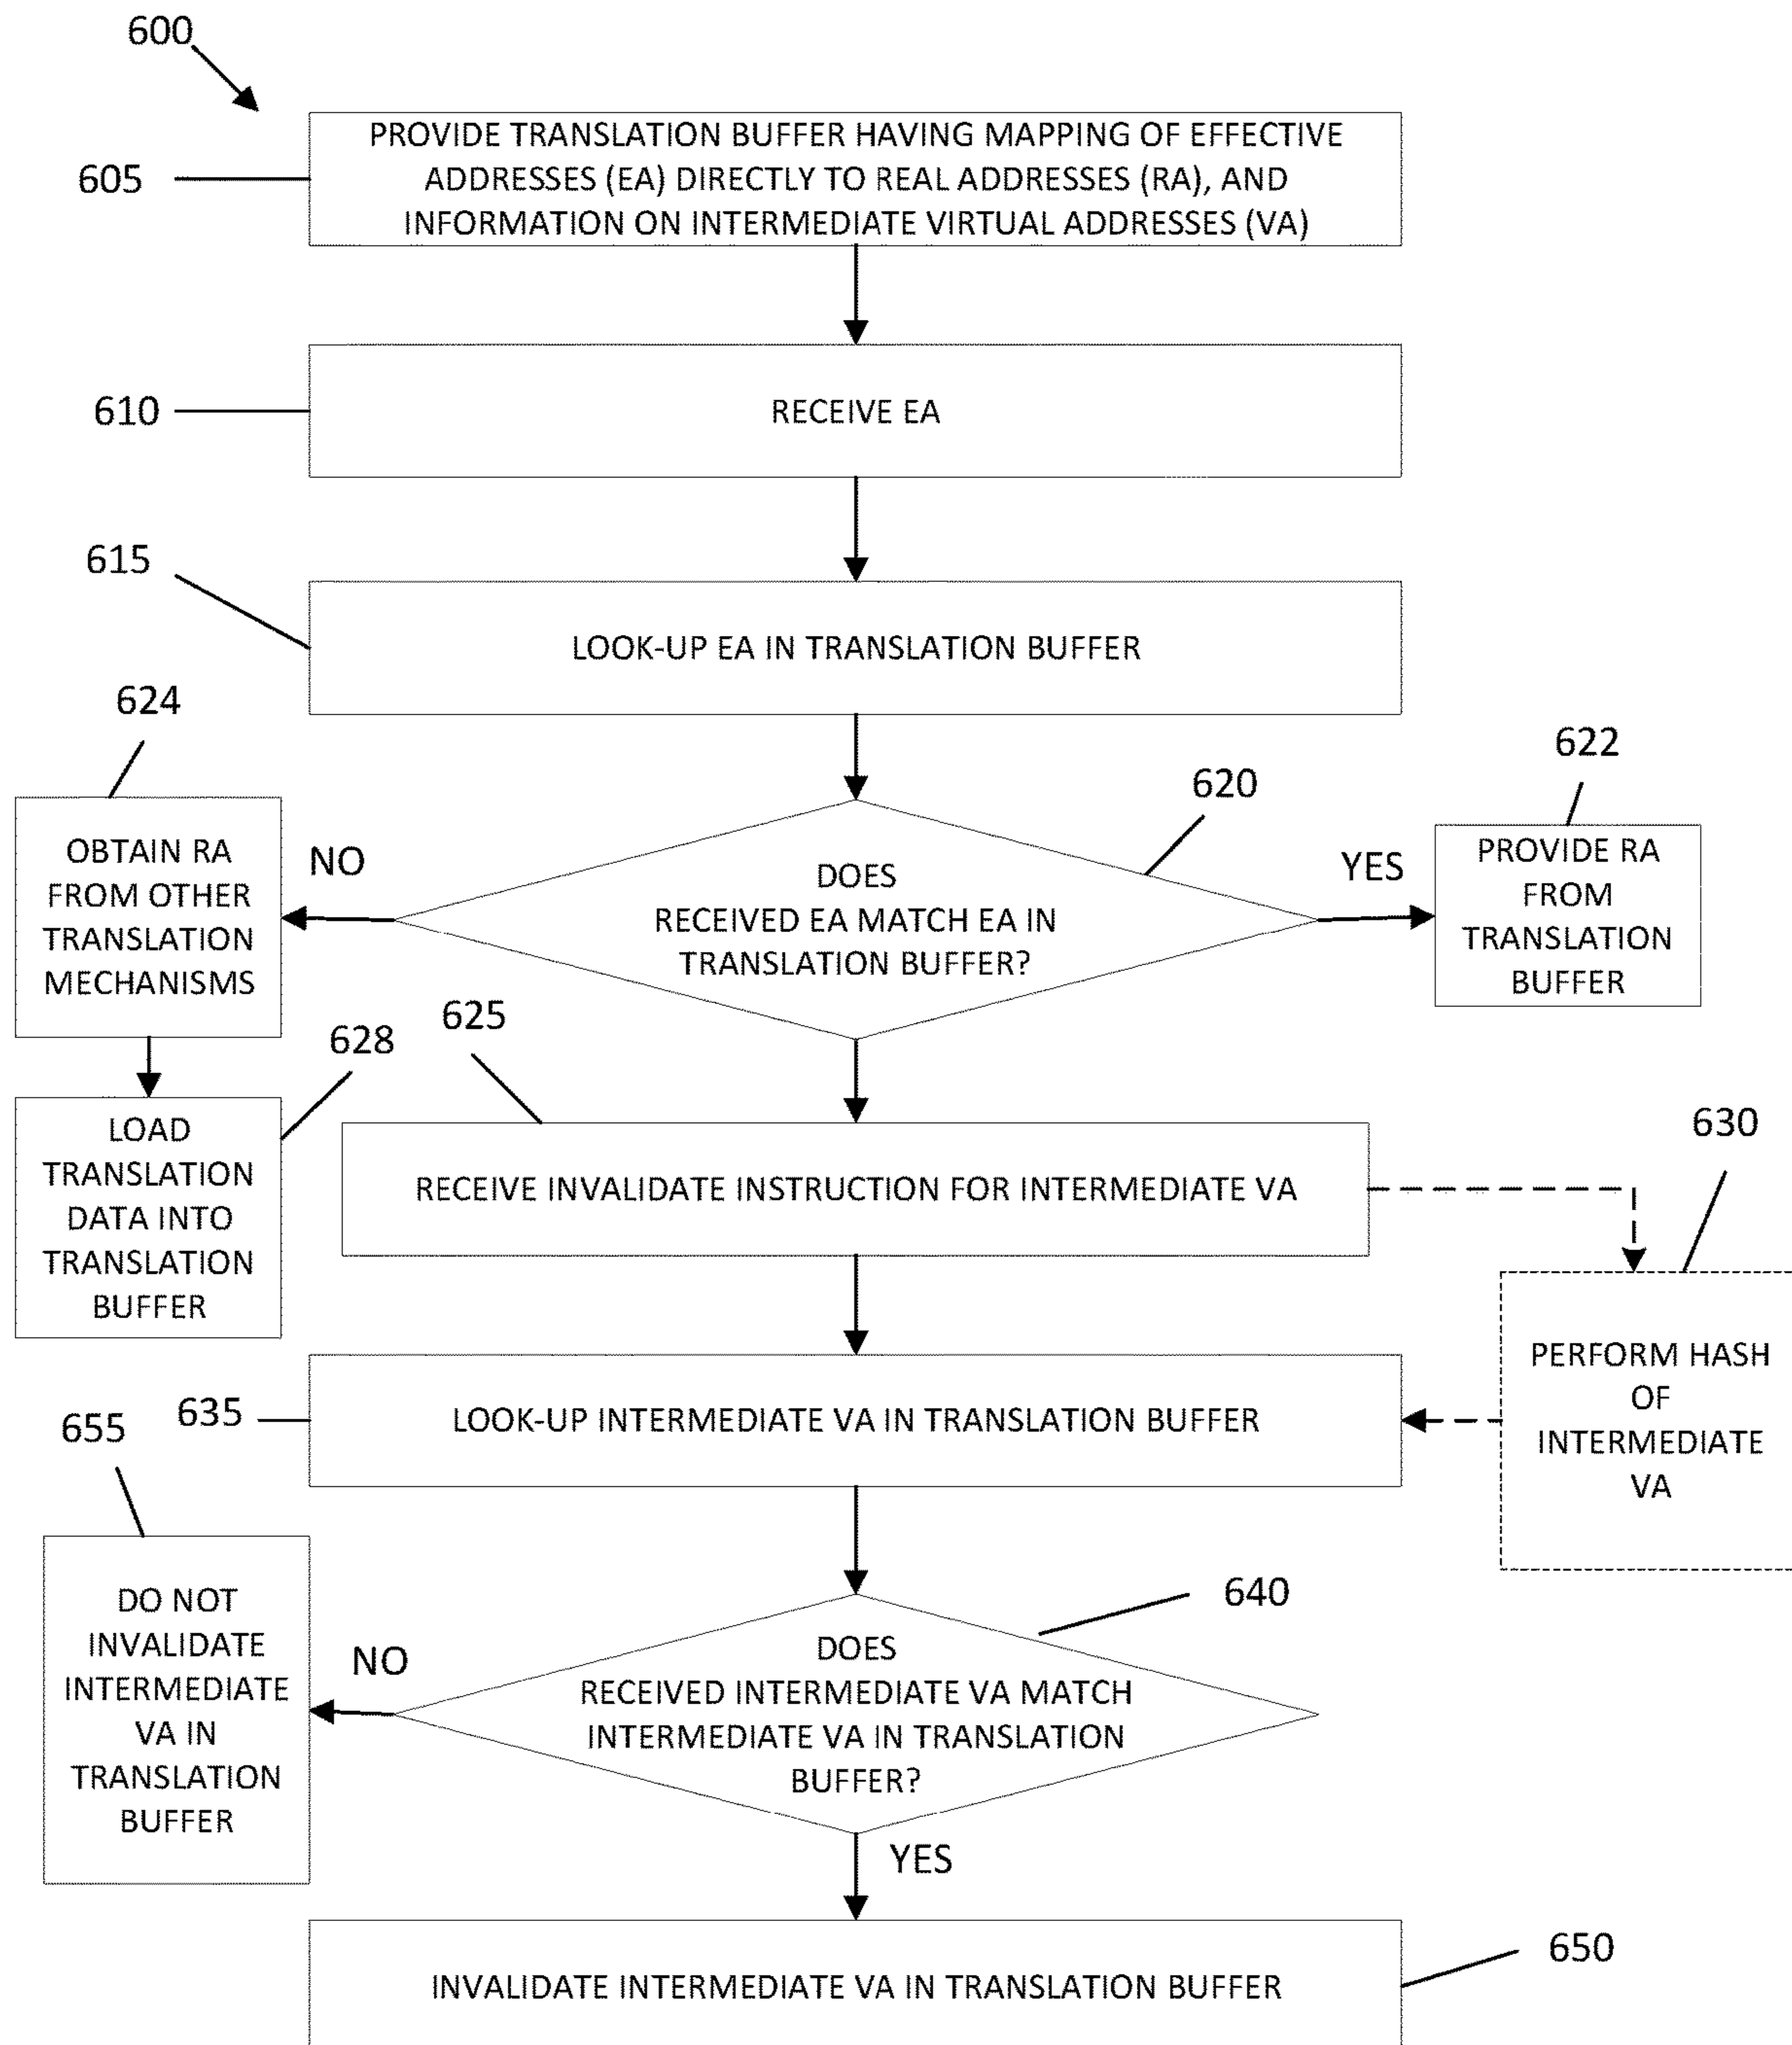 600
605
PROVIDE TRANSLATION BUFFER HAVING MAPPING OF EFFECTIVE
ADDRESSES (EA) DIRECTLY TO REAL ADDRESSES (RA), AND
INFORMATION ON INTERMEDIATE VIRTUAL ADDRESSES (VA)
610
RECEIVE EA
615
LOOK-UP EA IN TRANSLATION BUFFER
624
OBTAIN RA
FROM OTHER
TRANSLATION
MECHANISMS
NO
620
DOES
RECEIVED EA MATCH EA IN
TRANSLATION BUFFER?
YES
622
PROVIDE RA
FROM
TRANSLATION
BUFFER
628
LOAD
TRANSLATION
DATA INTO
TRANSLATION
BUFFER
625
RECEIVE INVALIDATE INSTRUCTION FOR INTERMEDIATE VA
630
PERFORM HASH
OF
INTERMEDIATE
VA
635
LOOK-UP INTERMEDIATE VA IN TRANSLATION BUFFER
655
DO NOT
INVALIDATE
INTERMEDIATE
VA IN
TRANSLATION
BUFFER
NO
640
DOES
RECEIVED INTERMEDIATE VA MATCH
INTERMEDIATE VA IN TRANSLATION
BUFFER?
YES
650
INVALIDATE INTERMEDIATE VA IN TRANSLATION BUFFER